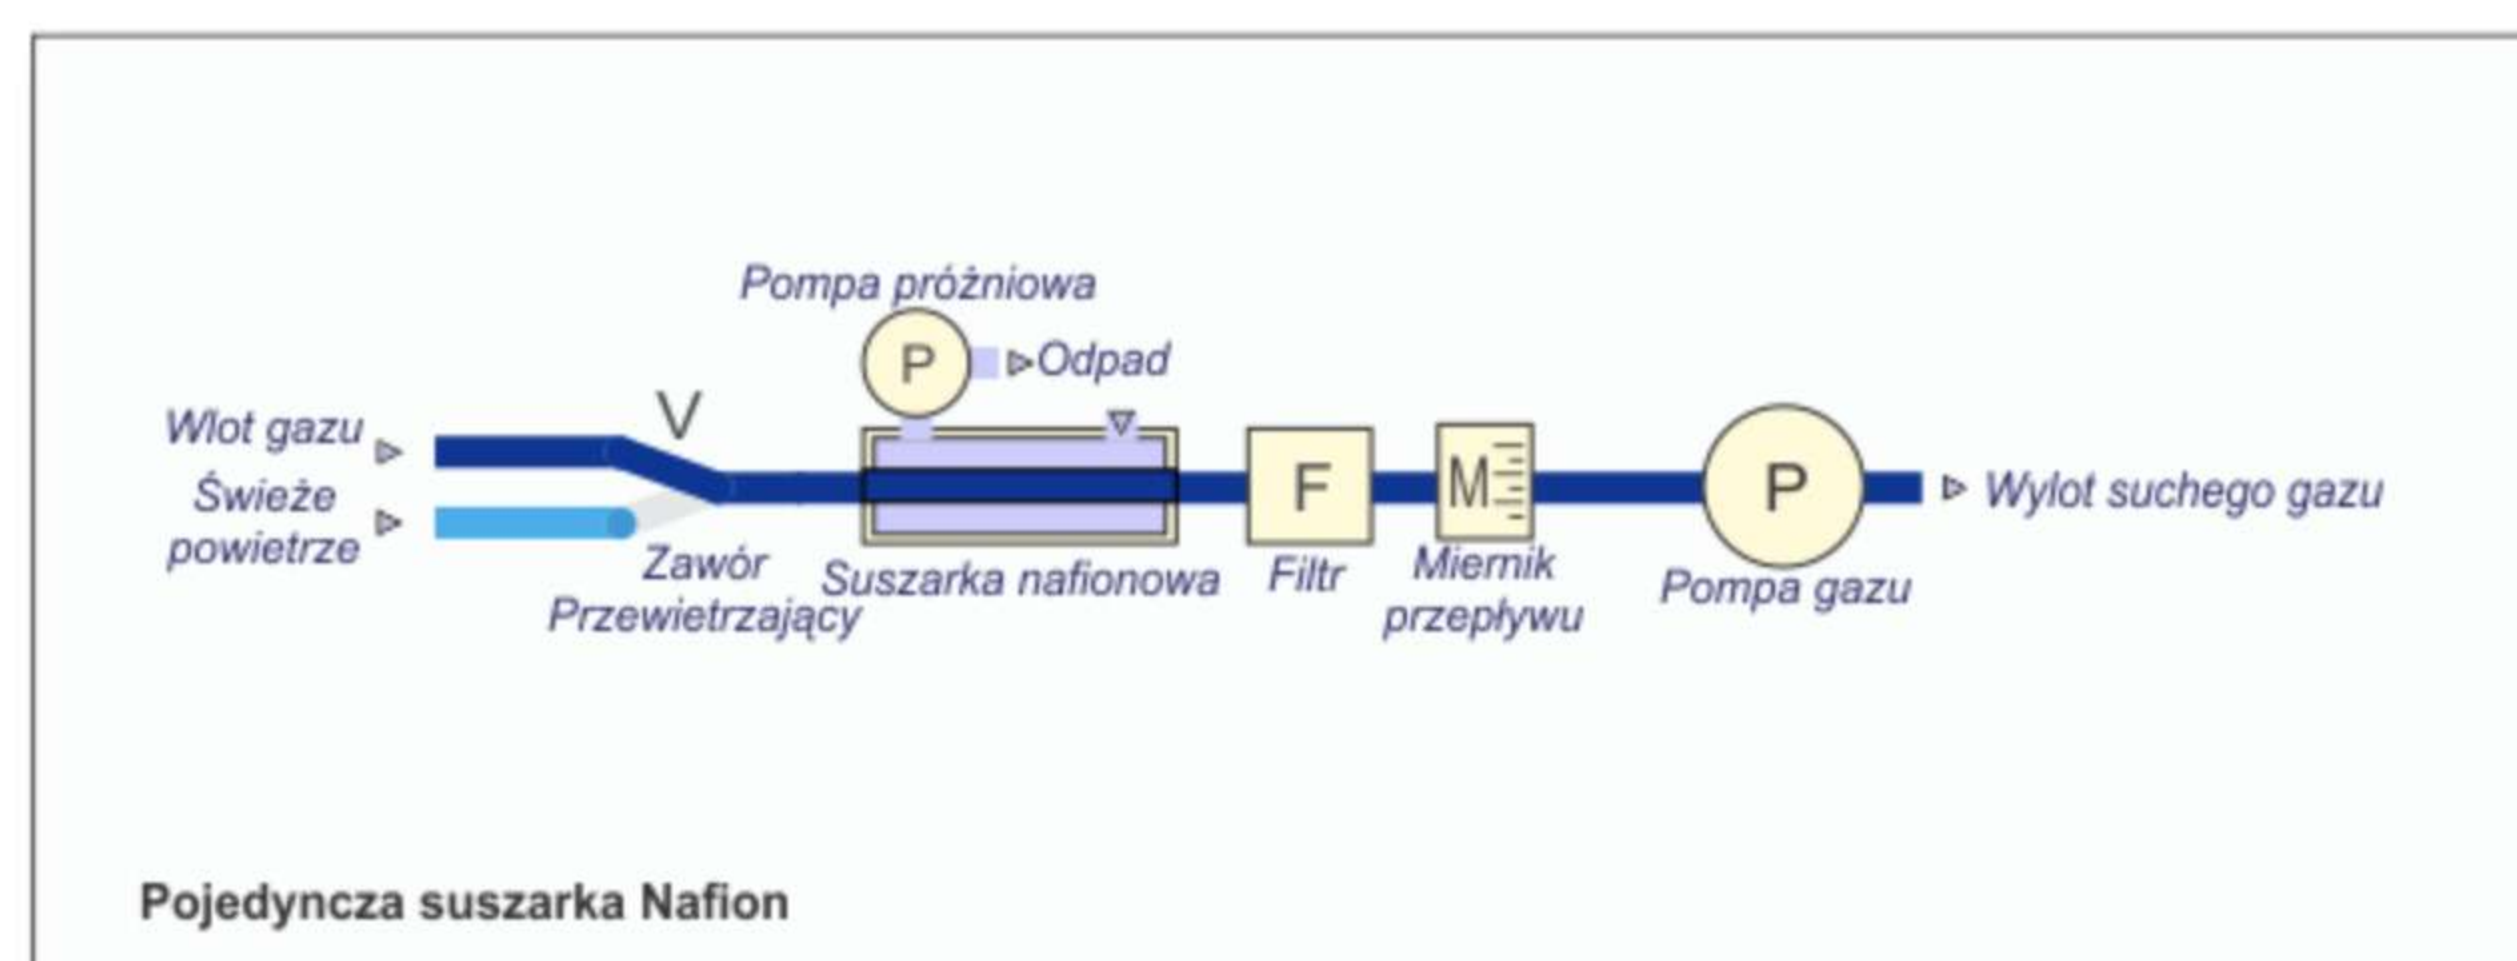 Pompa próżniowa
P
Odpad
V
Wlot gazu
Świeże
powietrze
F
M
P
Wylot suchego gazu
Zawór
Przewietrzający
Suszarka nafionowa
Filtr
Miernik
przepływu
Pompa gazu
Pojedyncza suszarka Nafion